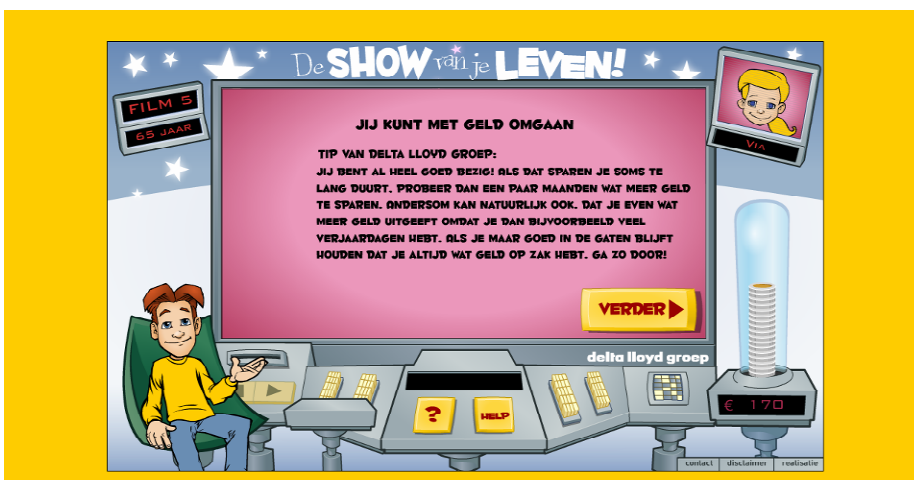 De SHOW van je LEVEN!
FILM 5
65 JAAR
VIA
JIJ KUNT MET GELD OMGAAN
TIP VAN DELTA LLOYD GROEP:
JIJ BENT AL HEEL GOED BEZIG! ALS DAT SPAREN JE SOMS TE
LANG DUURT, PROBEER DAN EEN PAAR MAANDEN WAT MEER GELD
TE SPAREN. ANDERSOM KAN NATUURLIJK OOK. DAT JE EVEN WAT
MEER GELD UITGEEFT OMDAT JE DAN BIJVOORBEELD VEEL
VERJAARDAGEN HEBT. ALS JE MAAR GOED IN DE GATEN BLIJFT
HOUDEN DAT JE ALTIJD WAT GELD OP ZAK HEBT. GA ZO DOOR!
VERDER
delta lloyd groep
?
HELP
€ 170
contact disclaimer realisatie